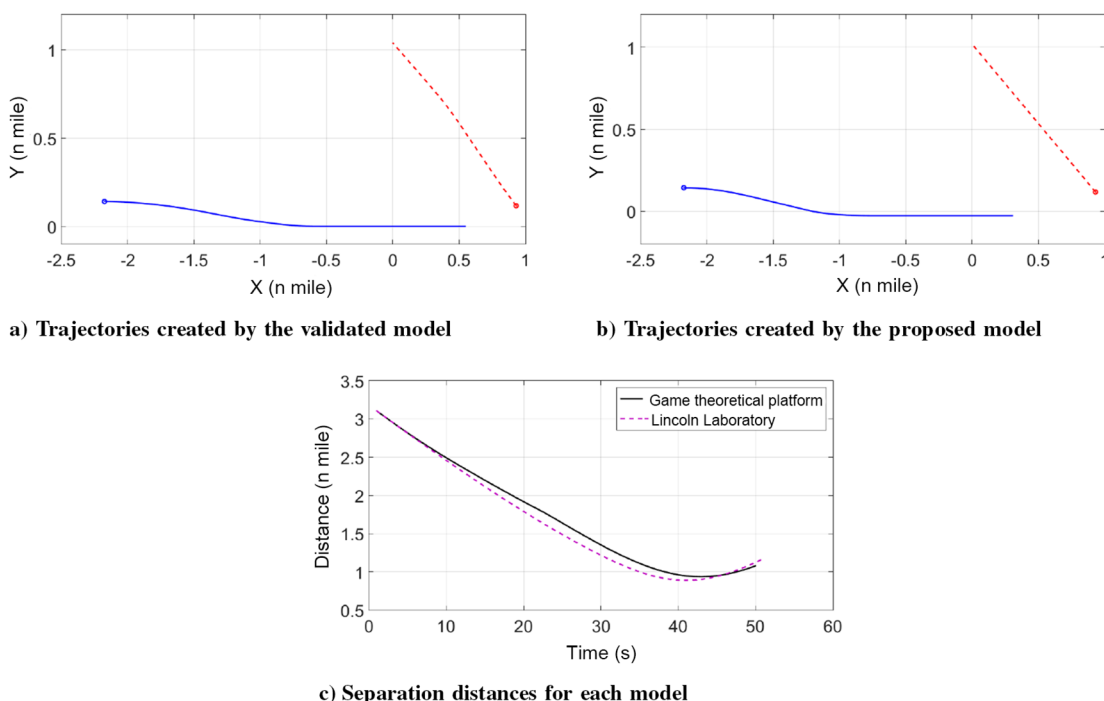 1
0.5
0
Y (n mile)
-2.5 -2 -1.5 -1 -0.5 0 0.5 1
X (n mile)
a) Trajectories created by the validated model
1
0.5
0
Y (n mile)
-2.5 -2 -1.5 -1 -0.5 0 0.5 1
X (n mile)
b) Trajectories created by the proposed model
3.5
3
2.5
2
1.5
1
0.5
Distance (n mile)
Game theoretical platform
Lincoln Laboratory
0 10 20 30 40 50 60
Time (s)
c) Separation distances for each model